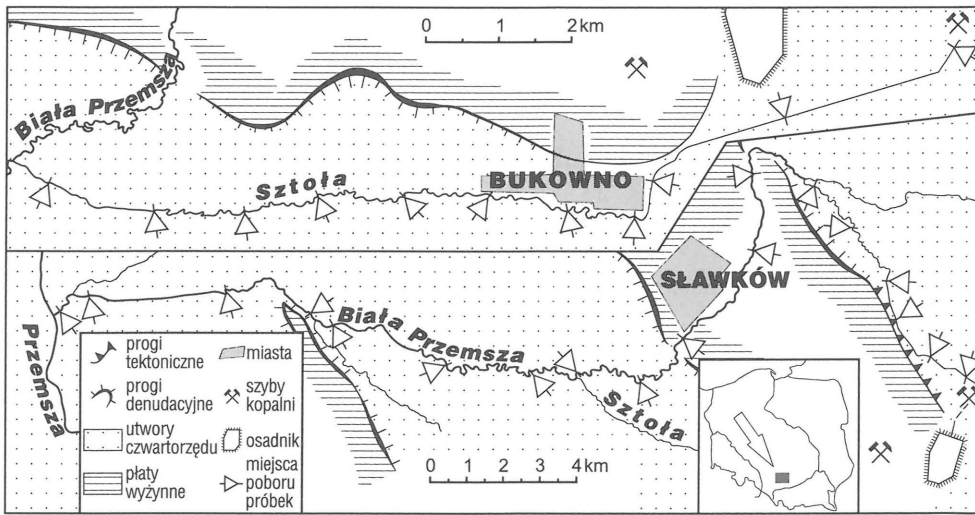 0 1 2 km
Biała Przemsza
Sztoła
BUKOWNO
SŁAWKÓW
Przemsza
Biała Przemsza
Sztoła
progi
tektoniczne
miasta
progi
denudacyjne
szyby
kopalni
utwory
czwartorzędu
osadnik
płaty
wyżynne
miejsca
poboru
próbek
0 1 2 3 4 km